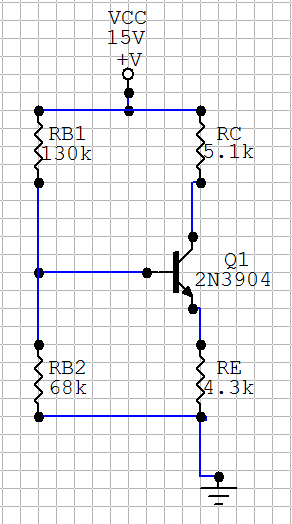 VCC
15V
+V
RB1
130k
RC
5.1k
Q1
2N3904
RB2
68k
RE
4.3k